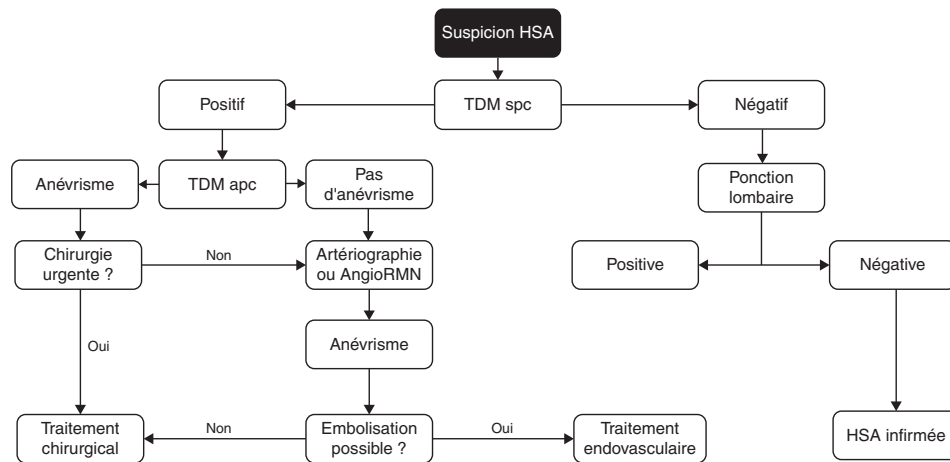 Suspicion HSA
Positif
TDM spc
Négatif
Anévrisme
TDM apc
Pas
d'anévrisme
Ponction
lombaire
Chirurgie
urgente ?
Non
Artériographie
ou AngioRMN
Positive
Négative
Oui
Anévrisme
Traitement
chirurgical
Non
Embolisation
possible ?
Oui
Traitement
endovasculaire
HSA infirmée